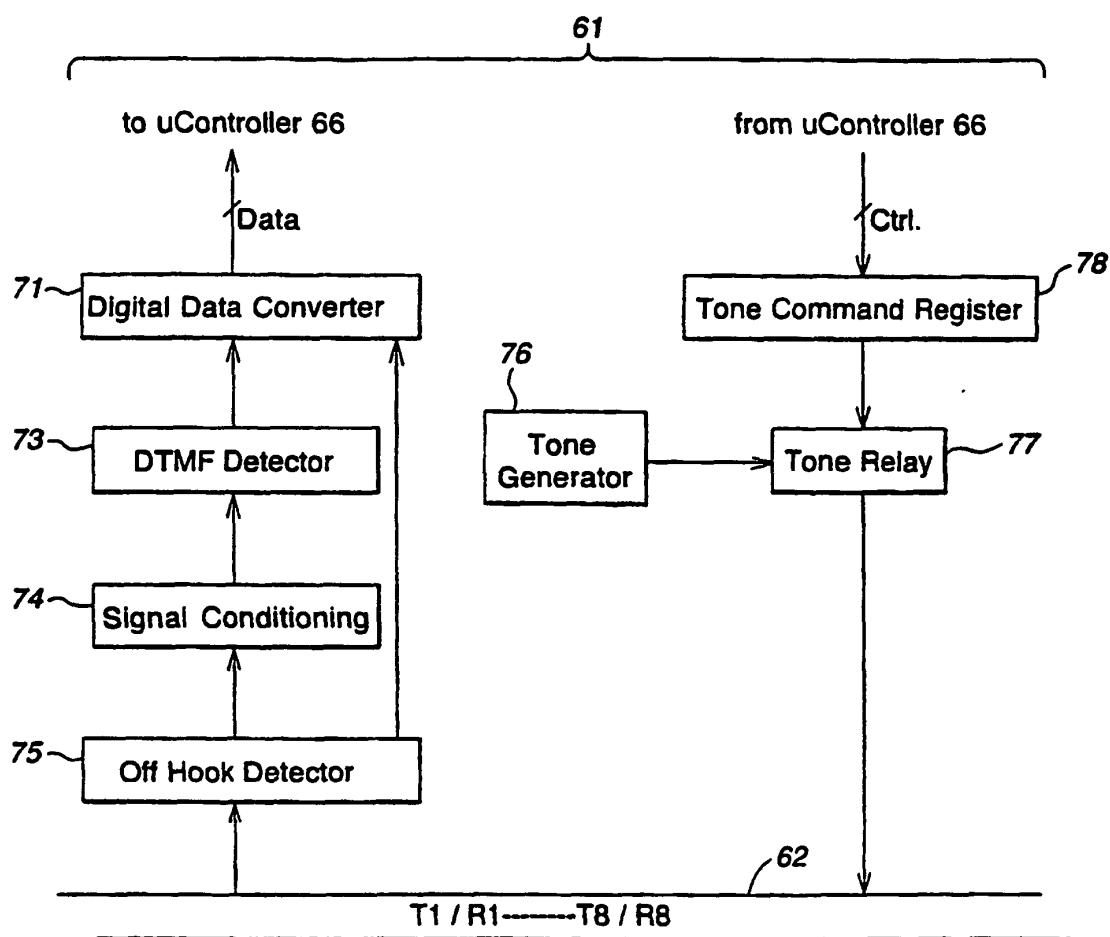 61
to uController 66
from uController 66
Data
Ctrl.
71
Digital Data Converter
78
Tone Command Register
76
Tone
Generator
73
DTMF Detector
77
Tone Relay
74
Signal Conditioning
75
Off Hook Detector
62
T1 / R1--------T8 / R8